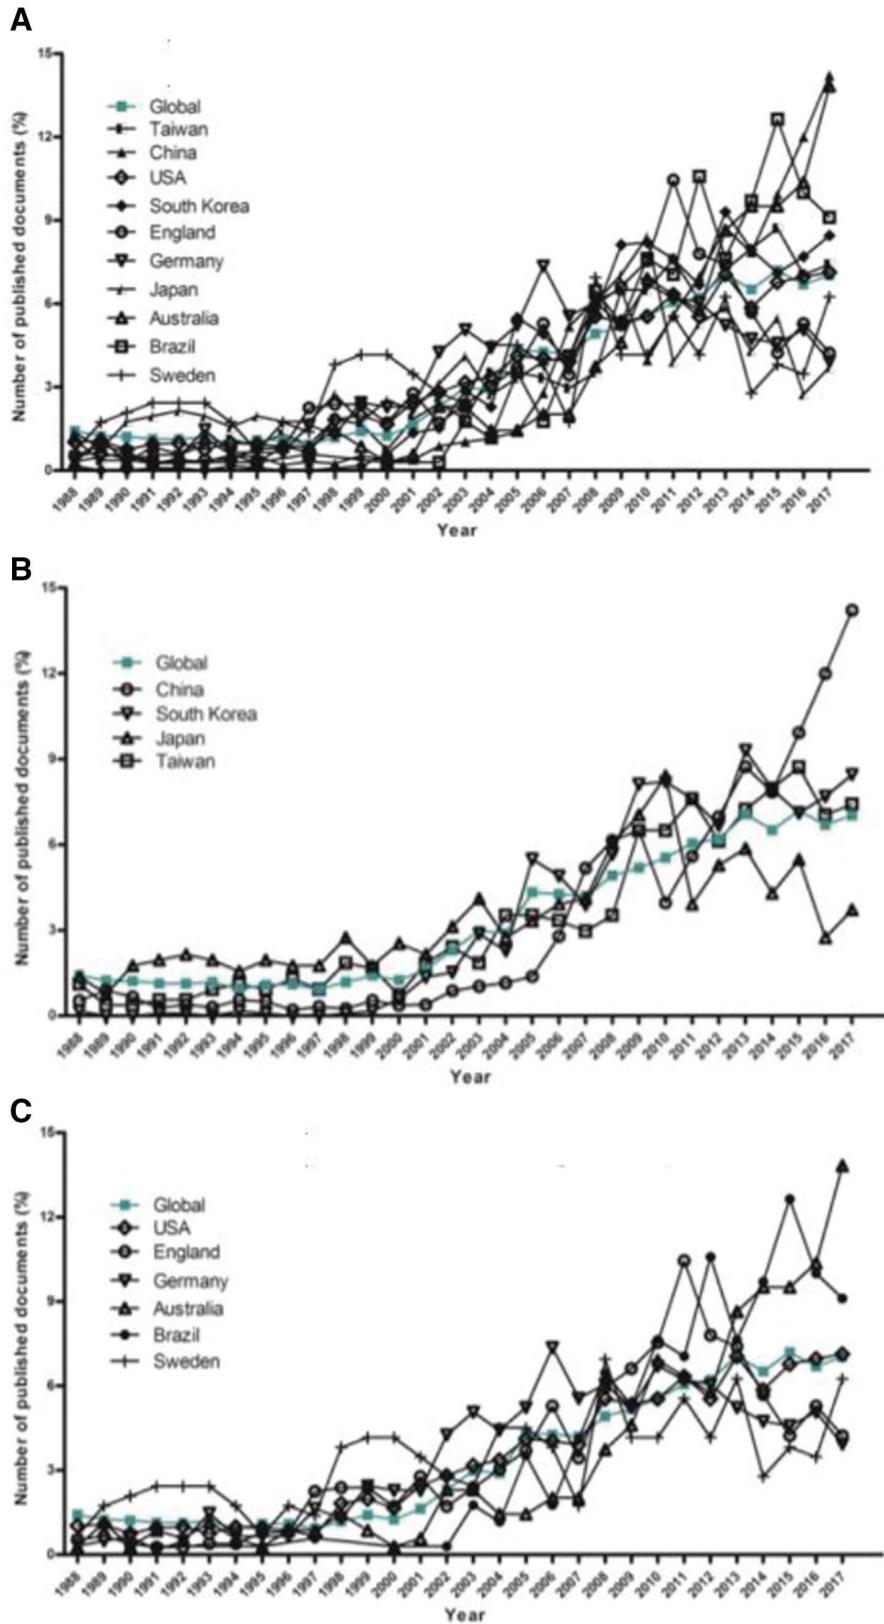 A
Number of published documents (%)
15
12
9
6
3
0
Global
Taiwan
China
USA
South Korea
England
Germany
Japan
Australia
Brazil
Sweden
1988 1989 1990 1991 1992 1993 1994 1995 1996 1997 1998 1999 2000 2001 2002 2003 2004 2005 2006 2007 2008 2009 2010 2011 2012 2013 2014 2015 2016 2017
Year
B
Number of published documents (%)
15
12
9
6
3
0
Global
China
South Korea
Japan
Taiwan
1988 1989 1990 1991 1992 1993 1994 1995 1996 1997 1998 1999 2000 2001 2002 2003 2004 2005 2006 2007 2008 2009 2010 2011 2012 2013 2014 2015 2016 2017
Year
C
Number of published documents (%)
15
12
9
6
3
0
Global
USA
England
Germany
Australia
Brazil
Sweden
1988 1989 1990 1991 1992 1993 1994 1995 1996 1997 1998 1999 2000 2001 2002 2003 2004 2005 2006 2007 2008 2009 2010 2011 2012 2013 2014 2015 2016 2017
Year